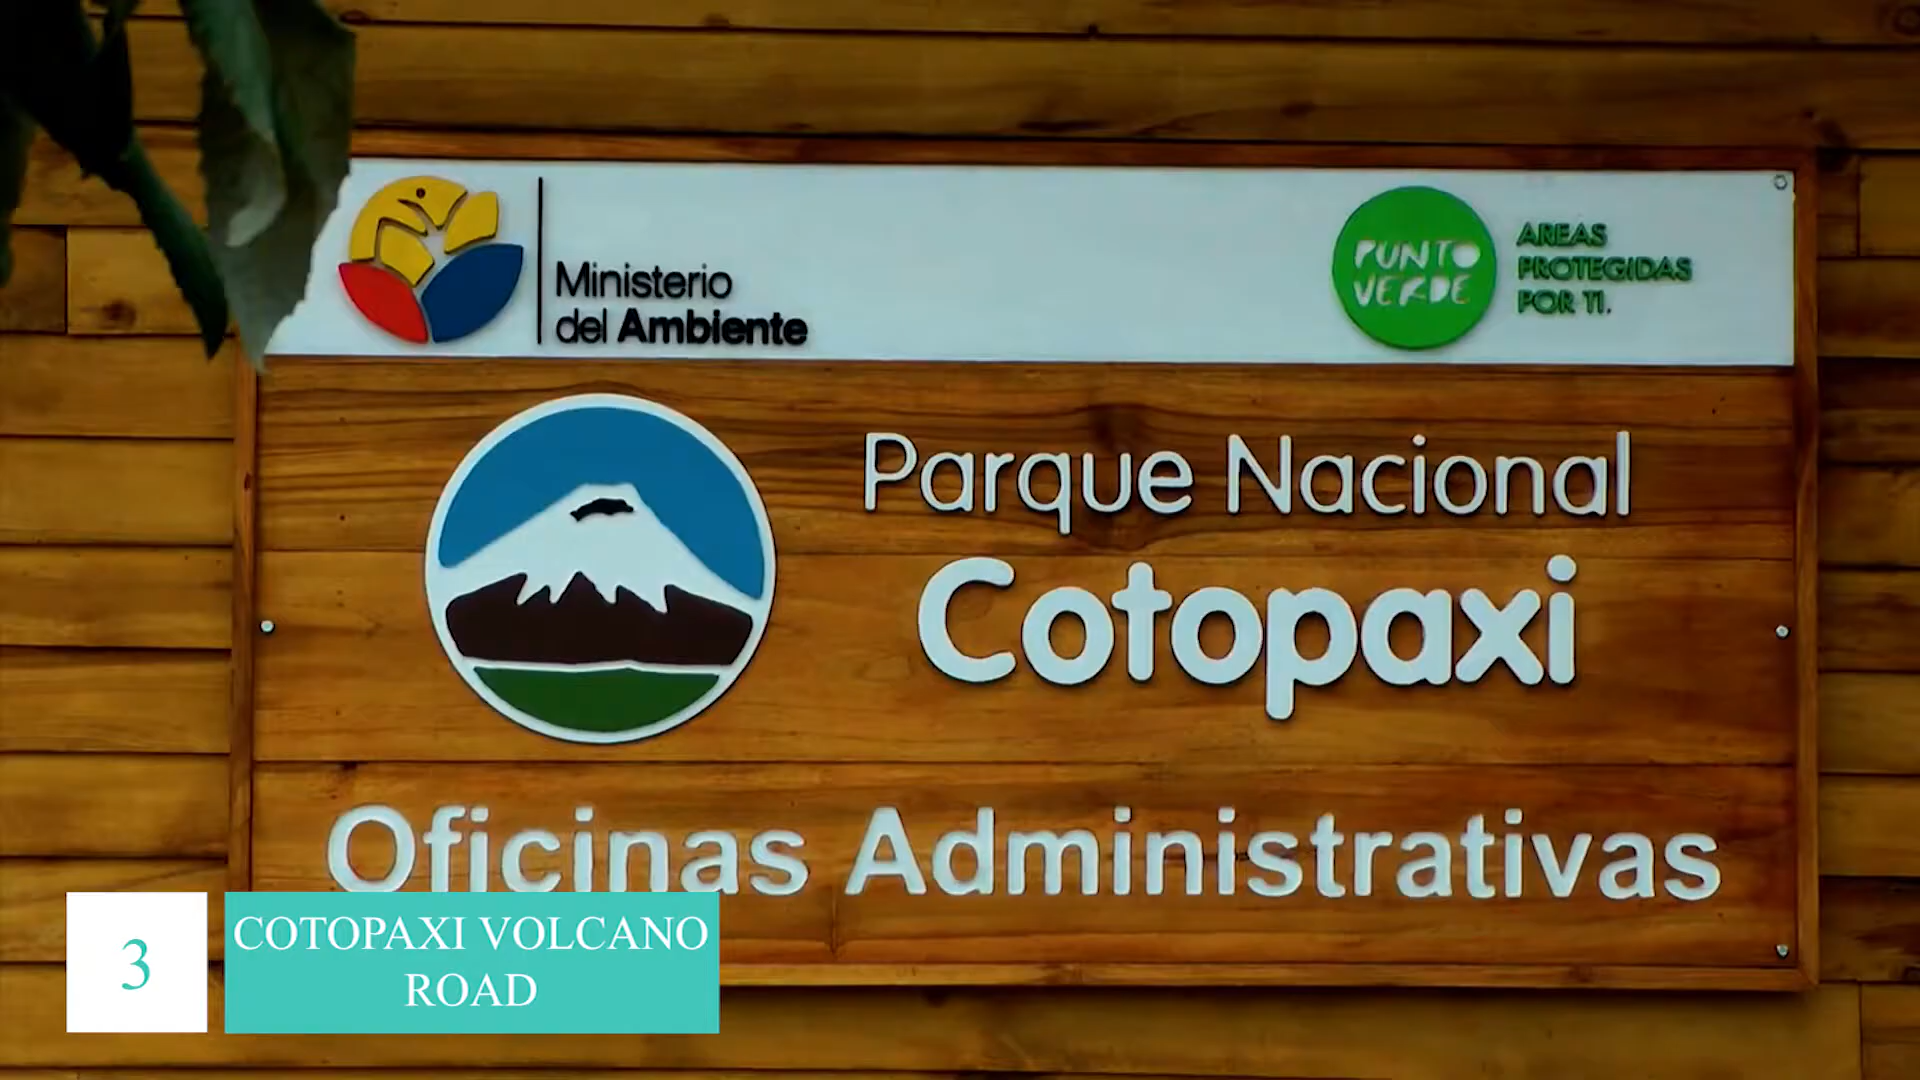 Ministerio
del Ambiente
PUNTO
VERDE
AREAS
PROTEGIDAS
POR TI.
Parque Nacional
Cotopaxi
Oficinas Administrativas
3
COTOPAXI VOLCANO
ROAD